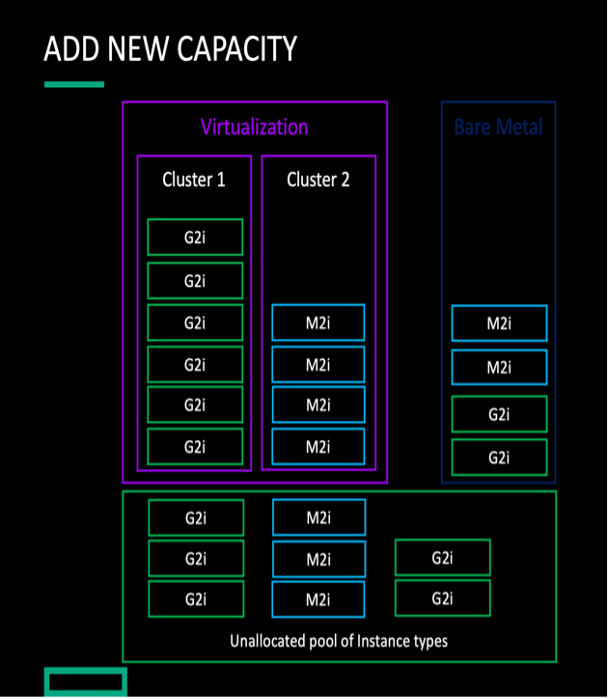 ADD NEW CAPACITY
Virtualization
Cluster 1
G2i
G2i
G2i
G2i
G2i
G2i
Cluster 2
M2i
M2i
M2i
M2i
Bare Metal
M2i
M2i
G2i
G2i
G2i
G2i
G2i
M2i
M2i
M2i
G2i
G2i
Unallocated pool of Instance types